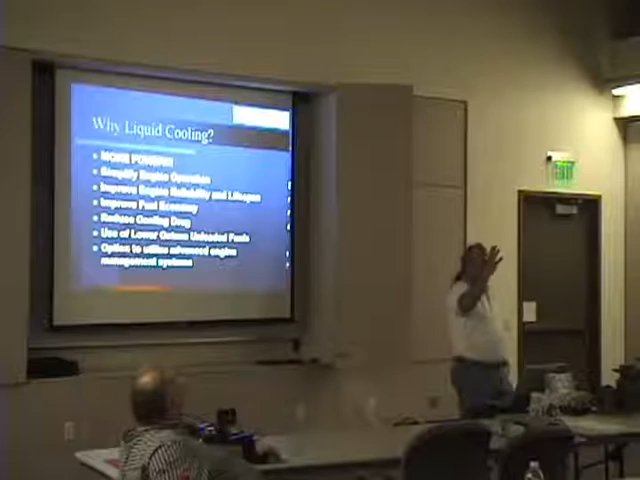 Why Liquid Cooling?
MORE POWER!!!
Simplify Engine Operation
Improve Engine Reliability and Lifespan
Improve Fuel Economy
Reduce Cooling Drag
Use of Lower Octane Unleaded Fuels
Option to utilize advanced engine
management systems
EXIT